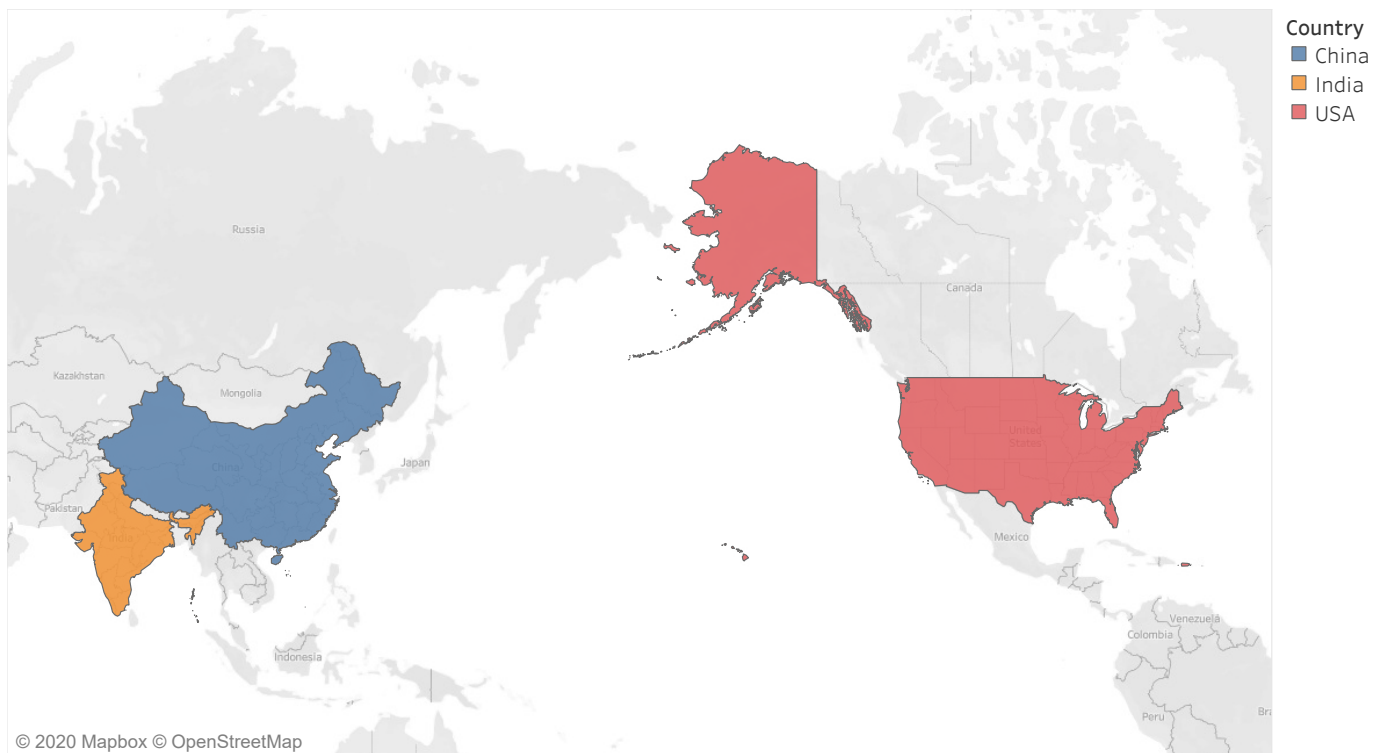 Country
China
India
USA
Russia
Canada
Kazakhstan
Mongolia
United
States
China
Japan
Pakistan
India
Mexico
Venezuela
Colombia
Indonesia
Peru
Bra
© 2020 Mapbox © OpenStreetMap